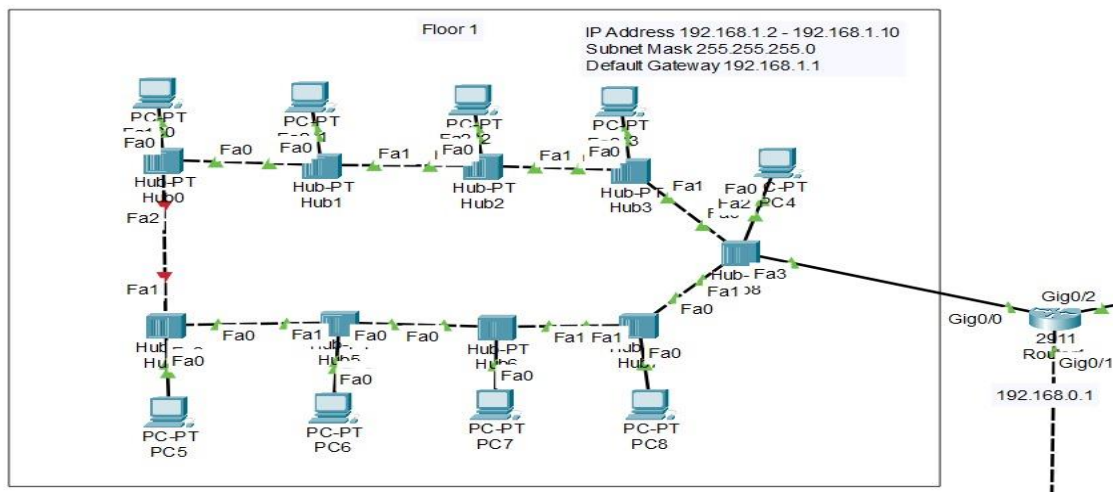 Floor 1
IP Address 192.168.1.2 - 192.168.1.10
Subnet Mask 255.255.255.0
Default Gateway 192.168.1.1
PC-PT
PC-PT
PC-PT
PC-PT
Fa0
Fa0
Fa0
Fa1
Fa0
Fa1
Fa0
Hub-PT
Hub0
Hub-PT
Hub1
Hub-PT
Hub2
Hub3
Fa1
Fa0
Fa2
C-PT
PC4
Fa2
Fa3
Fa1
Fa1
Fa0
Gig0/2
Gig0/0
2911
Gig0/1
192.168.0.1
Fa0
Fa0
Fa1
Fa0
Fa0
Hub-PT
Fa1
Fa1
Fa0
Fa0
Fa0
Fa0
PC-PT
PC5
PC-PT
PC6
PC-PT
PC7
PC-PT
PC8